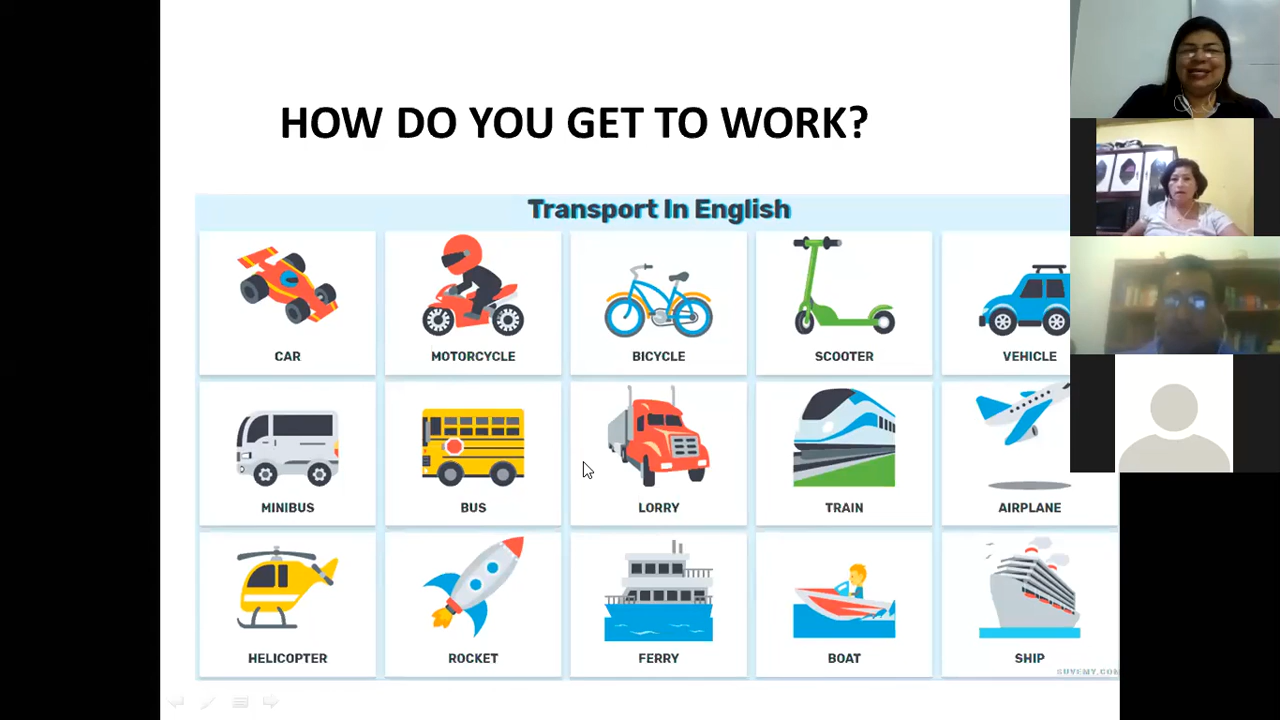 HOW DO YOU GET TO WORK?
Transport In English
CAR MOTORCYCLE BICYCLE SCOOTER VEHICLE
MINIBUS BUS LORRY TRAIN AIRPLANE
HELICOPTER ROCKET FERRY BOAT SHIP